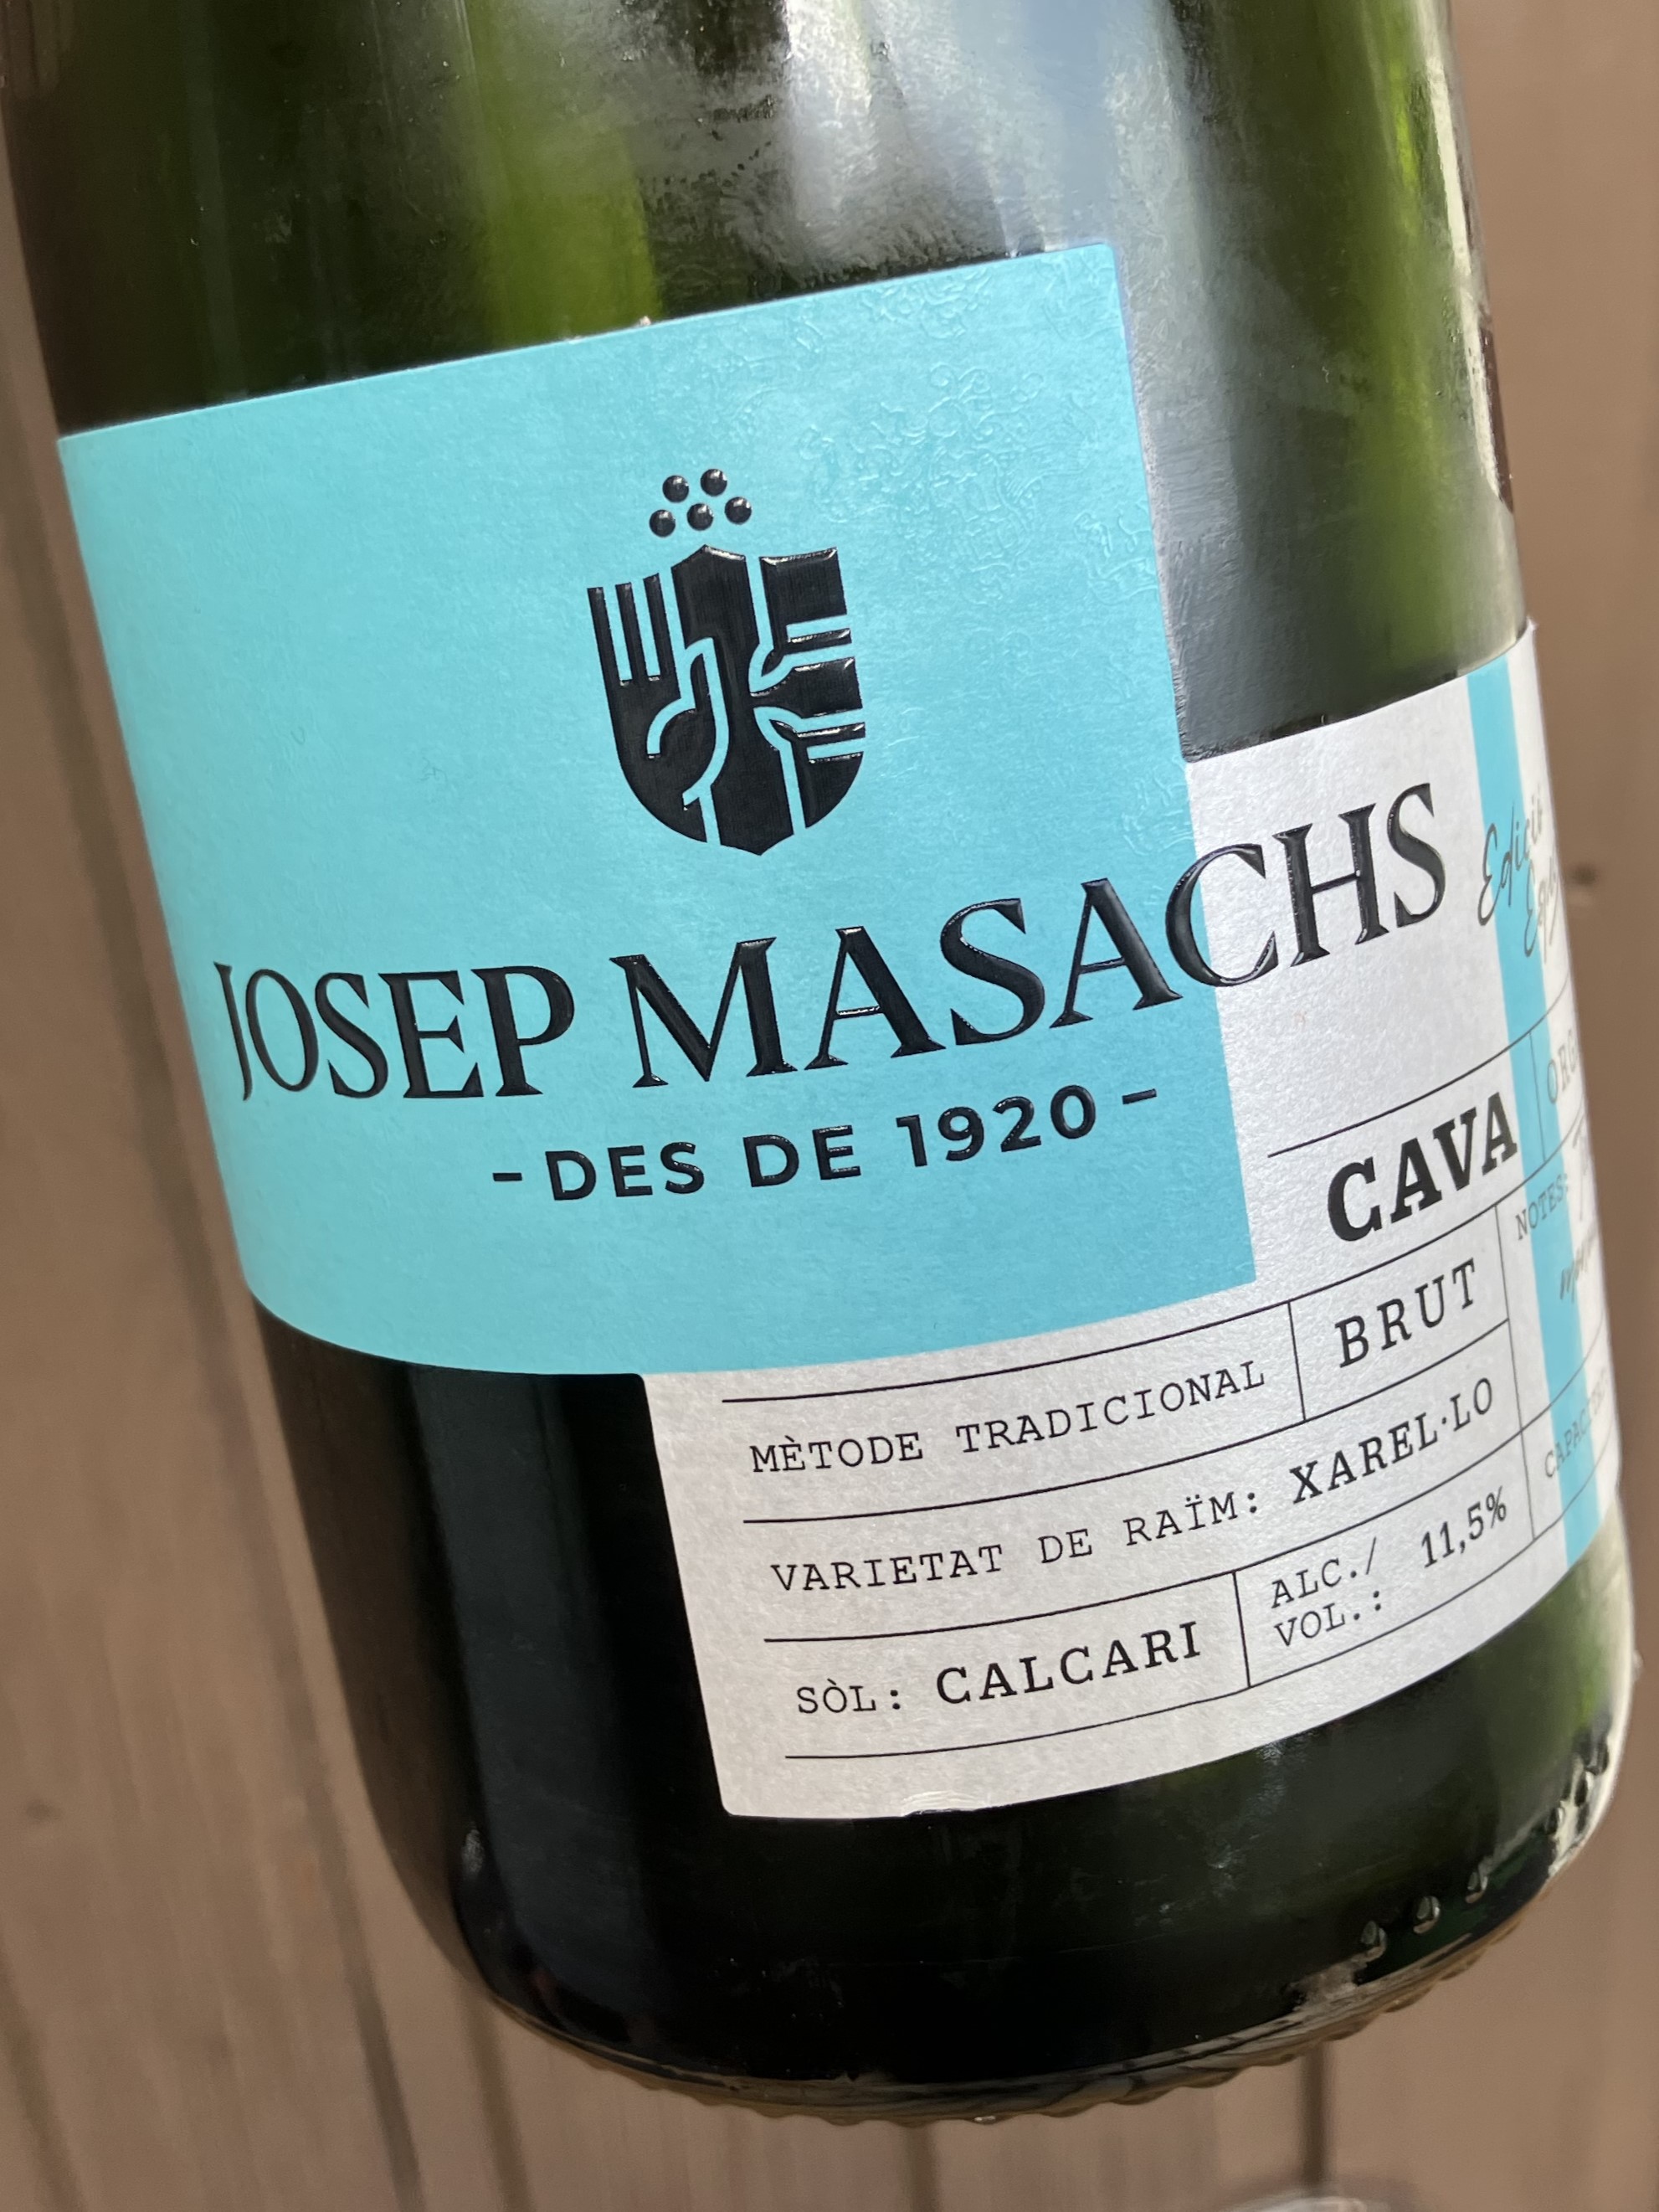 JOSEP MASACHS
- DES DE 1920 -
CAVA
MÈTODE TRADICIONAL
BRUT
VARIETAT DE RAÏM: XAREL·LO
SÒL: CALCARI
ALC./
VOL.: 11,5%
NOTES: